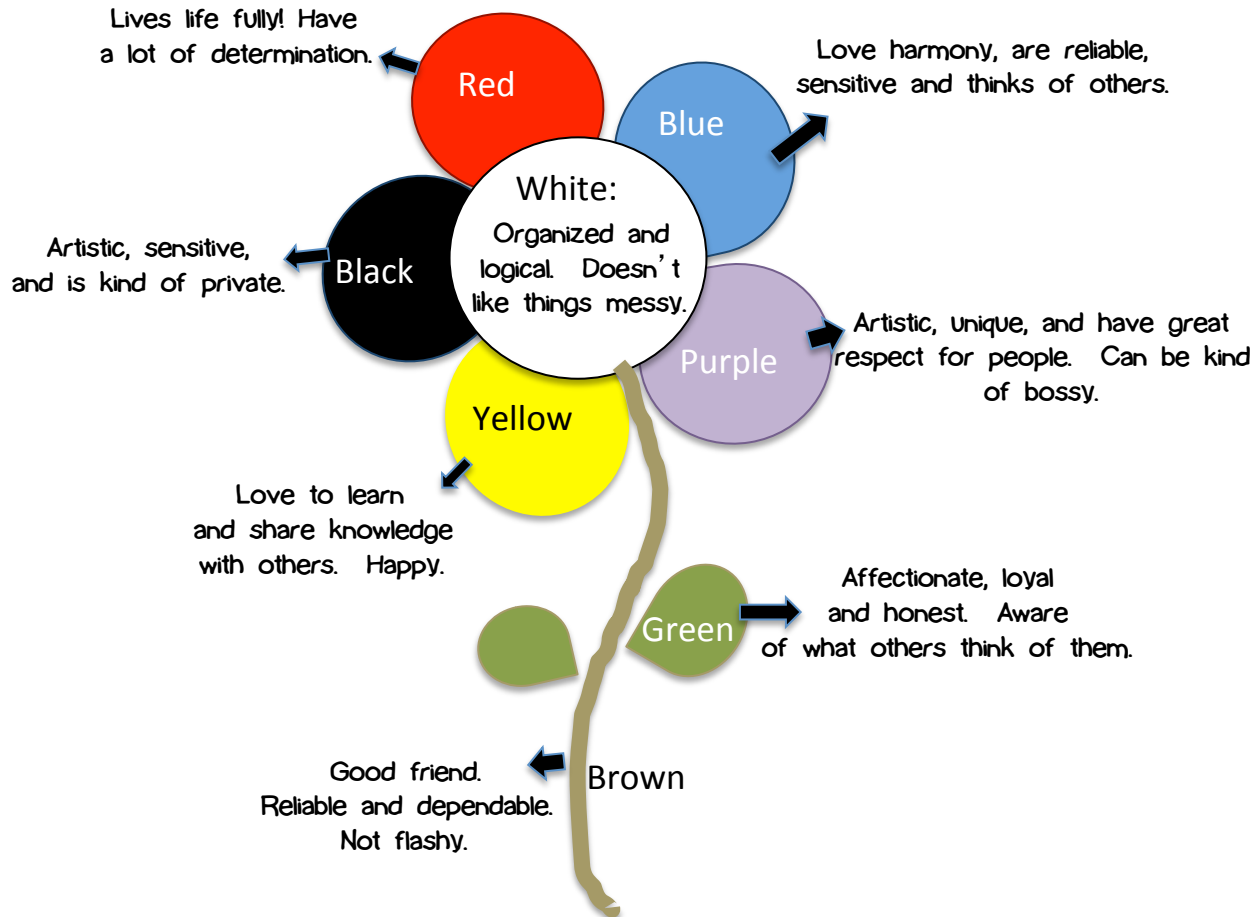 Lives life fully! Have
a lot of determination.
Red
Love harmony, are reliable,
sensitive and thinks of others.
Blue
White:
Organized and
logical. Doesn't
like things messy.
Artistic, sensitive,
and is kind of private.
Black
Artistic, unique, and have great
respect for people. Can be kind
of bossy.
Purple
Yellow
Love to learn
and share knowledge
with others. Happy.
Affectionate, loyal
and honest. Aware
of what others think of them.
Green
Good friend.
Reliable and dependable.
Not flashy.
Brown